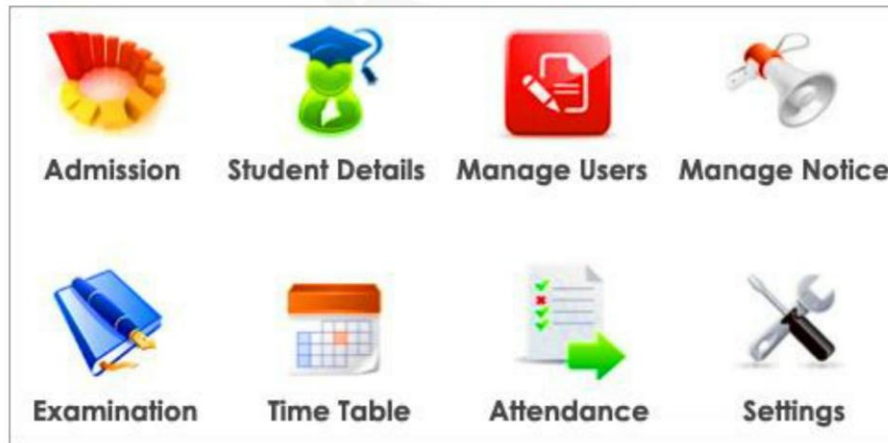 Admission Student Details Manage Users Manage Notice
Examination Time Table Attendance Settings